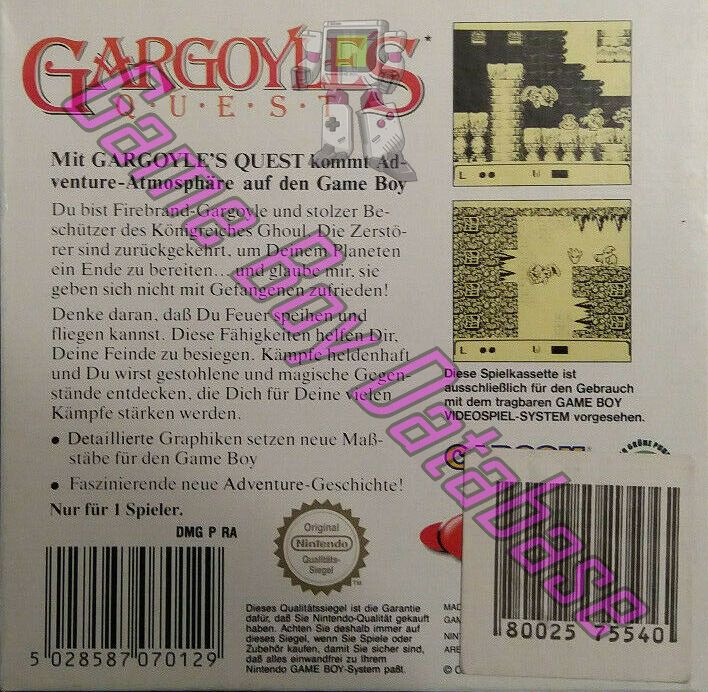 GARGOYLE'S
QUEST
Mit GARGOYLE'S QUEST kommt Ad-
venture-Atmosphäre auf den Game Boy
Du bist Firebrand-Gargoyle und stolzer Be-
schützer des Königreiches Ghoul. Die Zerstö-
rer sind zurückgekehrt, um Deinem Planeten
ein Ende zu bereiten... und glaube mir, sie
geben sich nicht mit Gefangenen zufrieden!
Denke daran, daß Du Feuer speihen und
fliegen kannst. Diese Fähigkeiten helfen Dir,
Deine Feinde zu besiegen. Kämpfe heldenhaft
und Du wirst gestohlene und magische Gegen-
stände entdecken, die Dich für Deine vielen
Kämpfe stärken werden.
• Detaillierte Graphiken setzen neue Maß-
stäbe für den Game Boy
• Faszinierende neue Adventure-Geschichte!
Nur für 1 Spieler.
DMG P RA
5 028587 070129
Original
Nintendo
Qualitäts-
Siegel
TM
Dieses Qualitätssiegel ist die Garantie
dafür, daß Sie Nintendo-Qualität gekauft
haben. Achten Sie deshalb immer auf
dieses Siegel, wenn Sie Spiele oder
Zubehör kaufen, damit Sie sicher sind,
daß alles einwandfrei zu Ihrem
Nintendo GAME BOY-System paßt.
L
L
Diese Spielkassette ist
ausschließlich für den Gebrauch
mit dem tragbaren GAME BOY
VIDEOSPIEL-SYSTEM vorgesehen.
CAPCOM
MAD
GAM
NINT
ARE
©
80025 75540
Game Boy Database